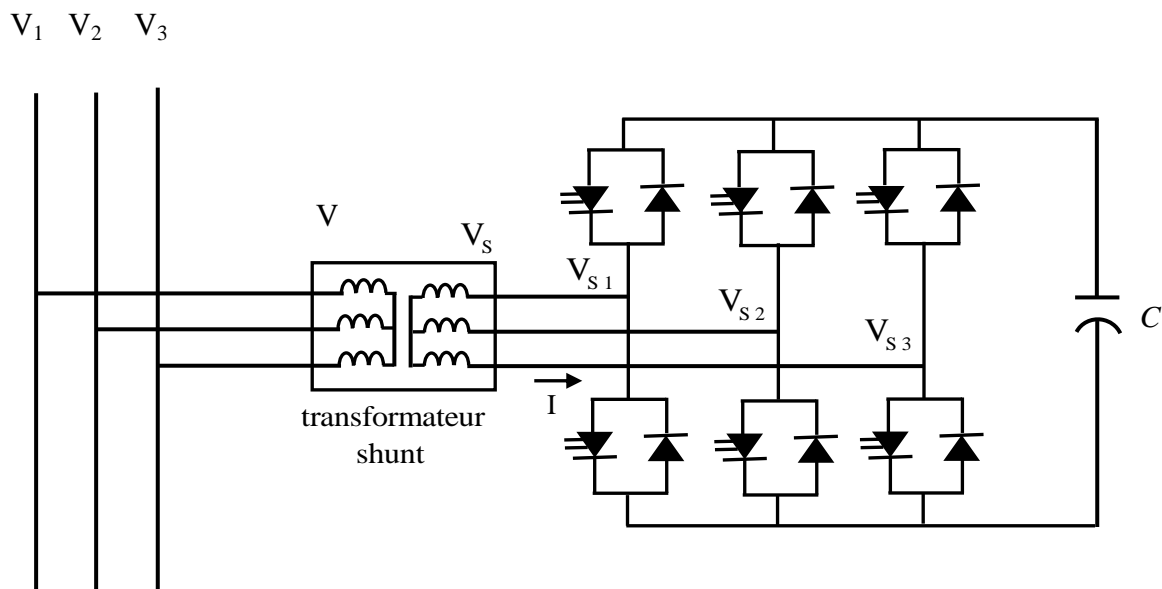 V1 V2 V3
V
VS
VS 1
VS 2
VS 3
C
I
transformateur
shunt